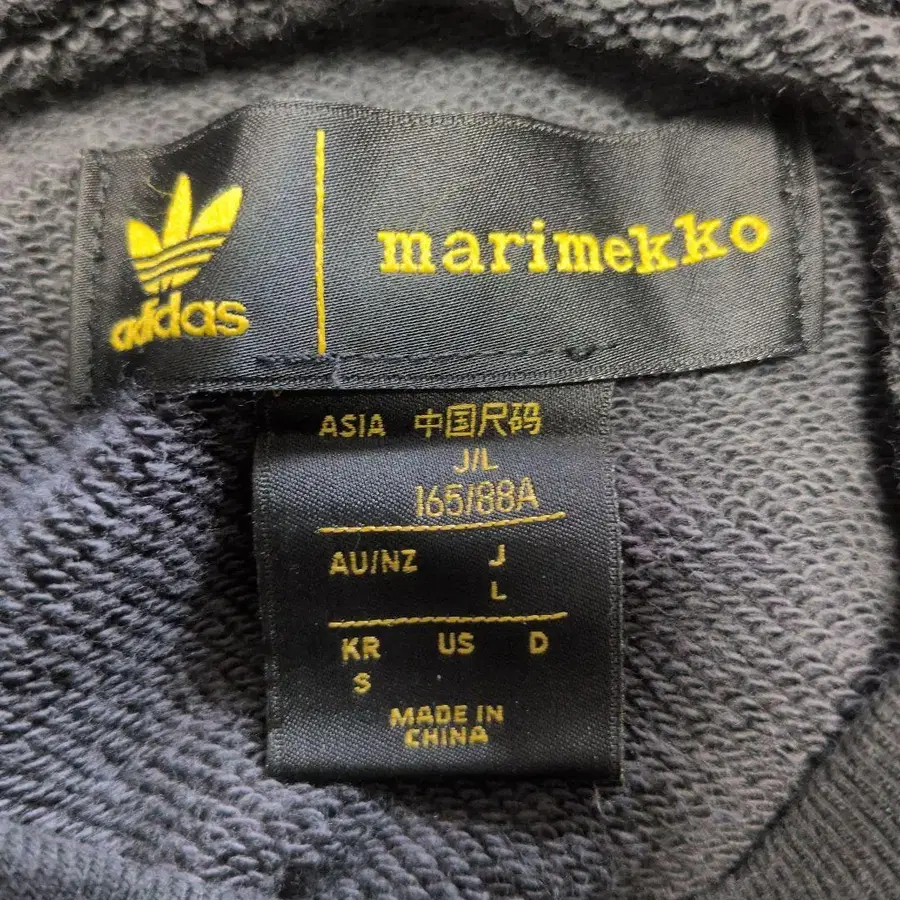 adidas
marimekko
ASIA 中国尺码
J/L
165/88A
AU/NZ J
L
KR US D
S
MADE IN
CHINA